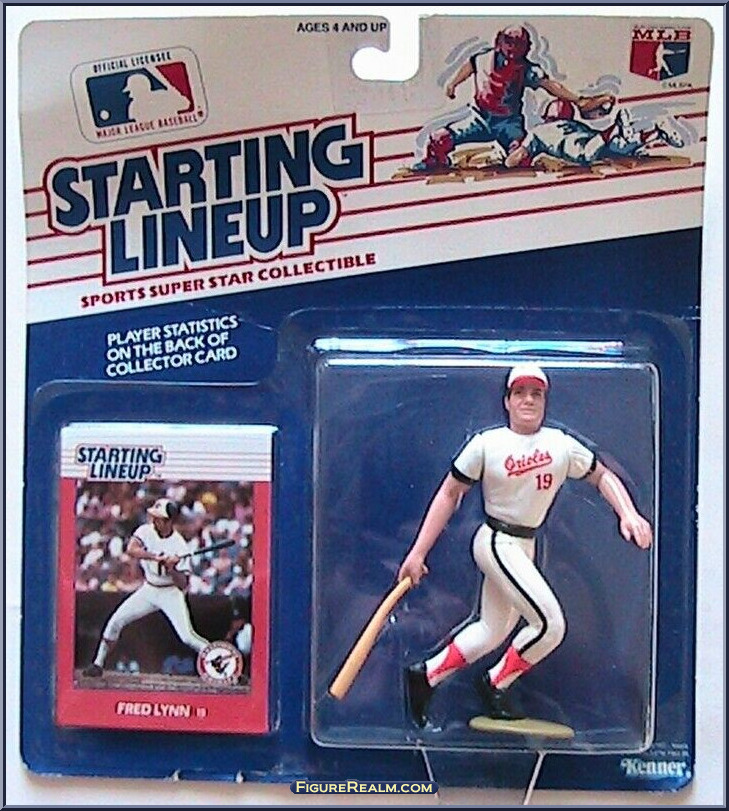 AGES 4 AND UP
OFFICIAL LICENSEE
MAJOR LEAGUE BASEBALL
MLB
STARTING
LINEUP
SPORTS SUPER STAR COLLECTIBLE
PLAYER STATISTICS
ON THE BACK OF
COLLECTOR CARD
STARTING
LINEUP
FRED LYNN 19
Orioles
19
Kenner
FIGUREREALM.COM